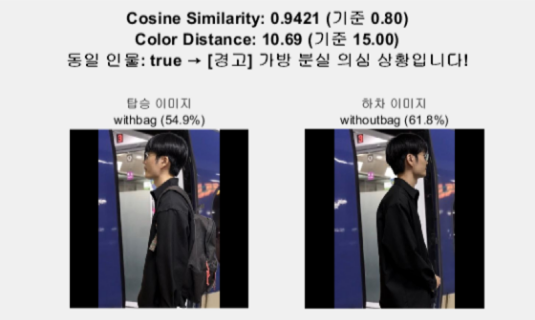 Cosine Similarity: 0.9421 (기준 0.80)
Color Distance: 10.69 (기준 15.00)
동일 인물: true → [경고] 가방 분실 의심 상황입니다!
탑승 이미지
withbag (54.9%)
하차 이미지
withoutbag (61.8%)